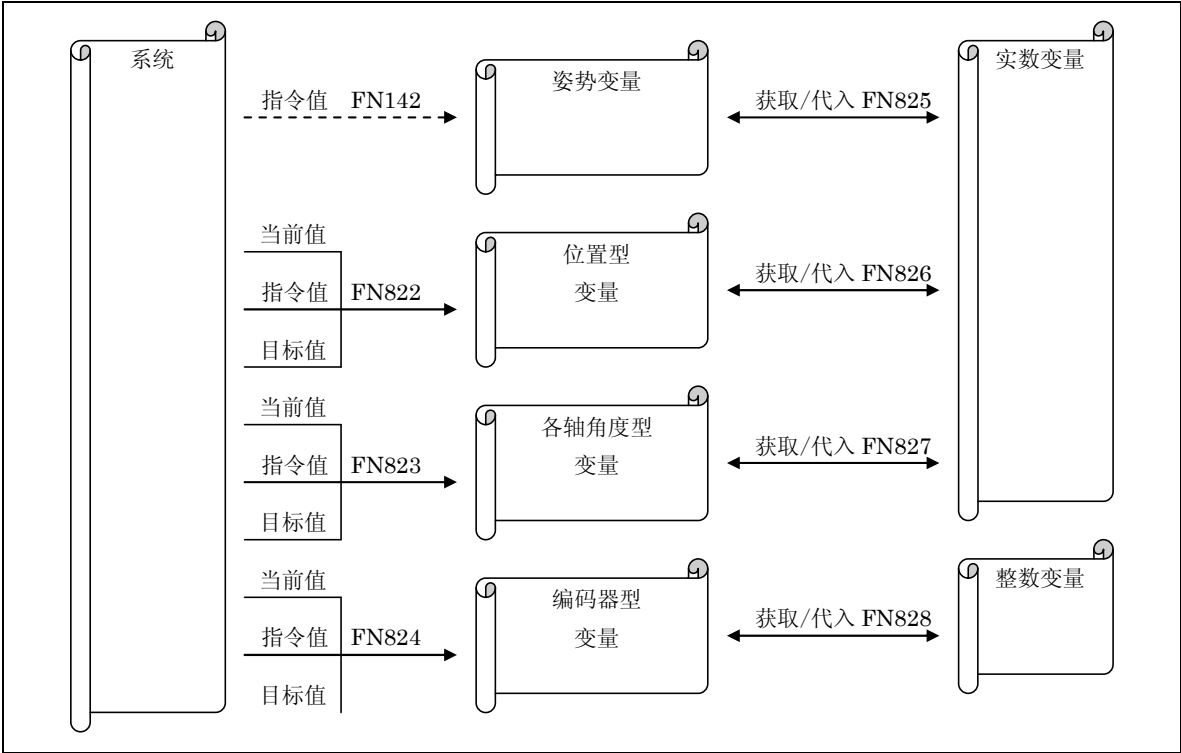 系统
姿势变量
实数变量
指令值 FN142
获取/代入 FN825
当前值
位置型
变量
指令值 FN822
获取/代入 FN826
目标值
当前值
各轴角度型
变量
指令值 FN823
获取/代入 FN827
目标值
当前值
编码器型
变量
整数变量
指令值 FN824
获取/代入 FN828
目标值